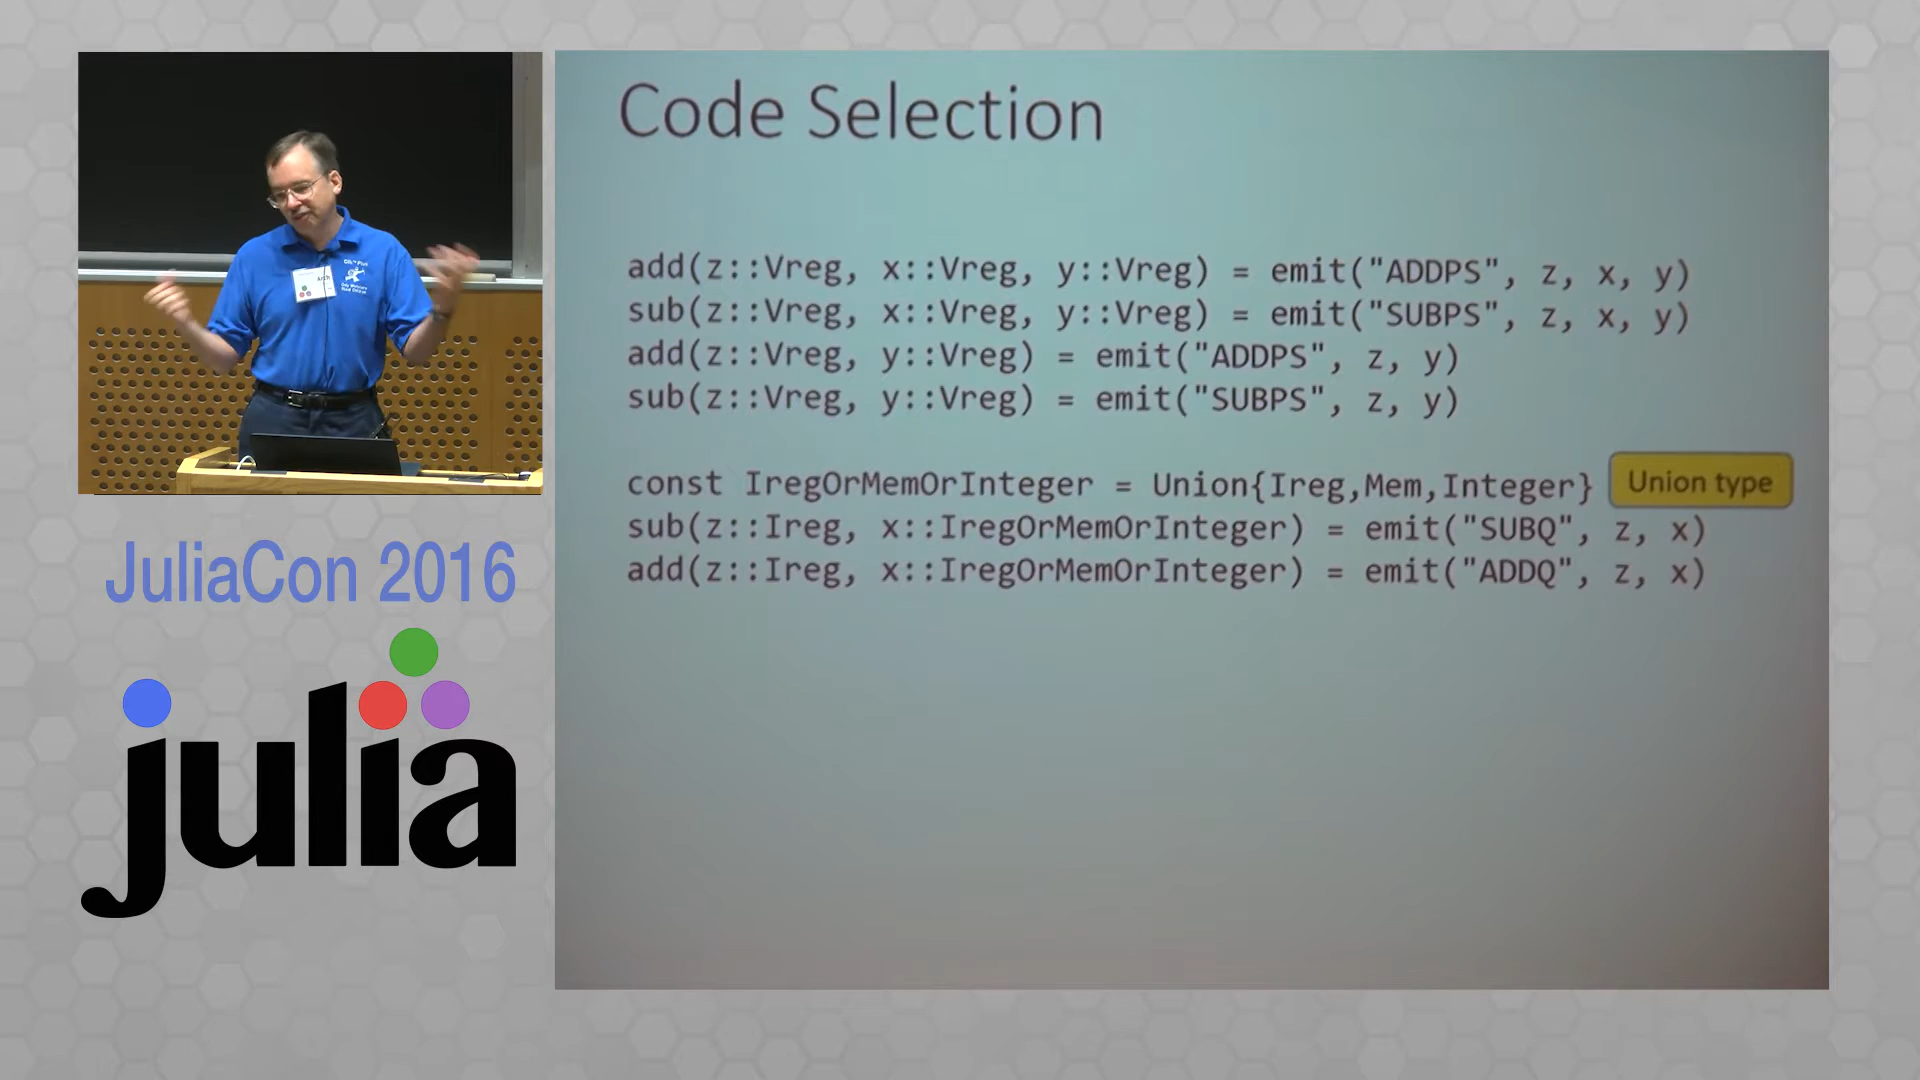 Code Selection
add(z::Vreg, x::Vreg, y::Vreg) = emit("ADDPS", z, x, y)
sub(z::Vreg, x::Vreg, y::Vreg) = emit("SUBPS", z, x, y)
add(z::Vreg, y::Vreg) = emit("ADDPS", z, y)
sub(z::Vreg, y::Vreg) = emit("SUBPS", z, y)
const IregOrMemOrInteger = Union{Ireg,Mem,Integer}
Union type
sub(z::Ireg, x::IregOrMemOrInteger) = emit("SUBQ", z, x)
add(z::Ireg, x::IregOrMemOrInteger) = emit("ADDQ", z, x)
Arch
JuliaCon 2016
julia